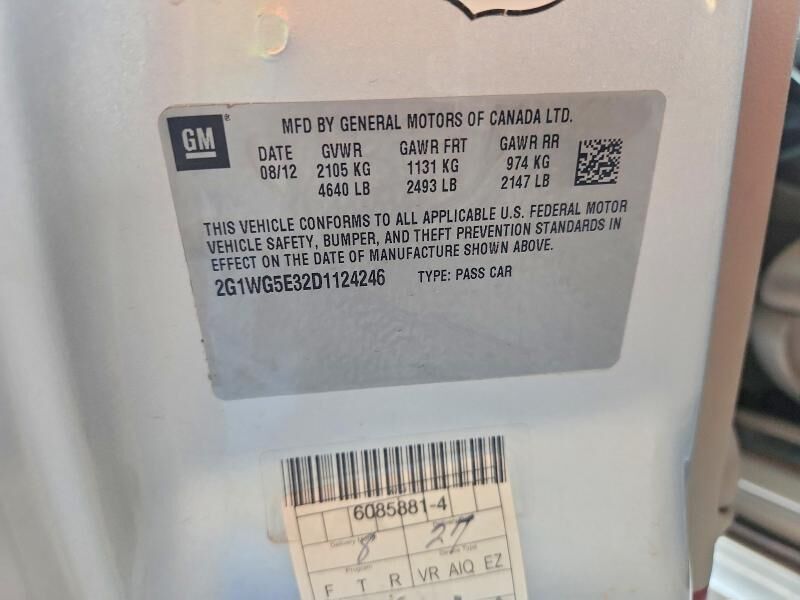 GM
MFD BY GENERAL MOTORS OF CANADA LTD.
DATE GVWR GAWR FRT GAWR RR
08/12 2105 KG 1131 KG 974 KG
4640 LB 2493 LB 2147 LB
THIS VEHICLE CONFORMS TO ALL APPLICABLE U.S. FEDERAL MOTOR
VEHICLE SAFETY, BUMPER, AND THEFT PREVENTION STANDARDS IN
EFFECT ON THE DATE OF MANUFACTURE SHOWN ABOVE.
2G1WG5E32D1124246 TYPE: PASS CAR
6085881-4
8 27
Program
F T R VR AIQ EZ